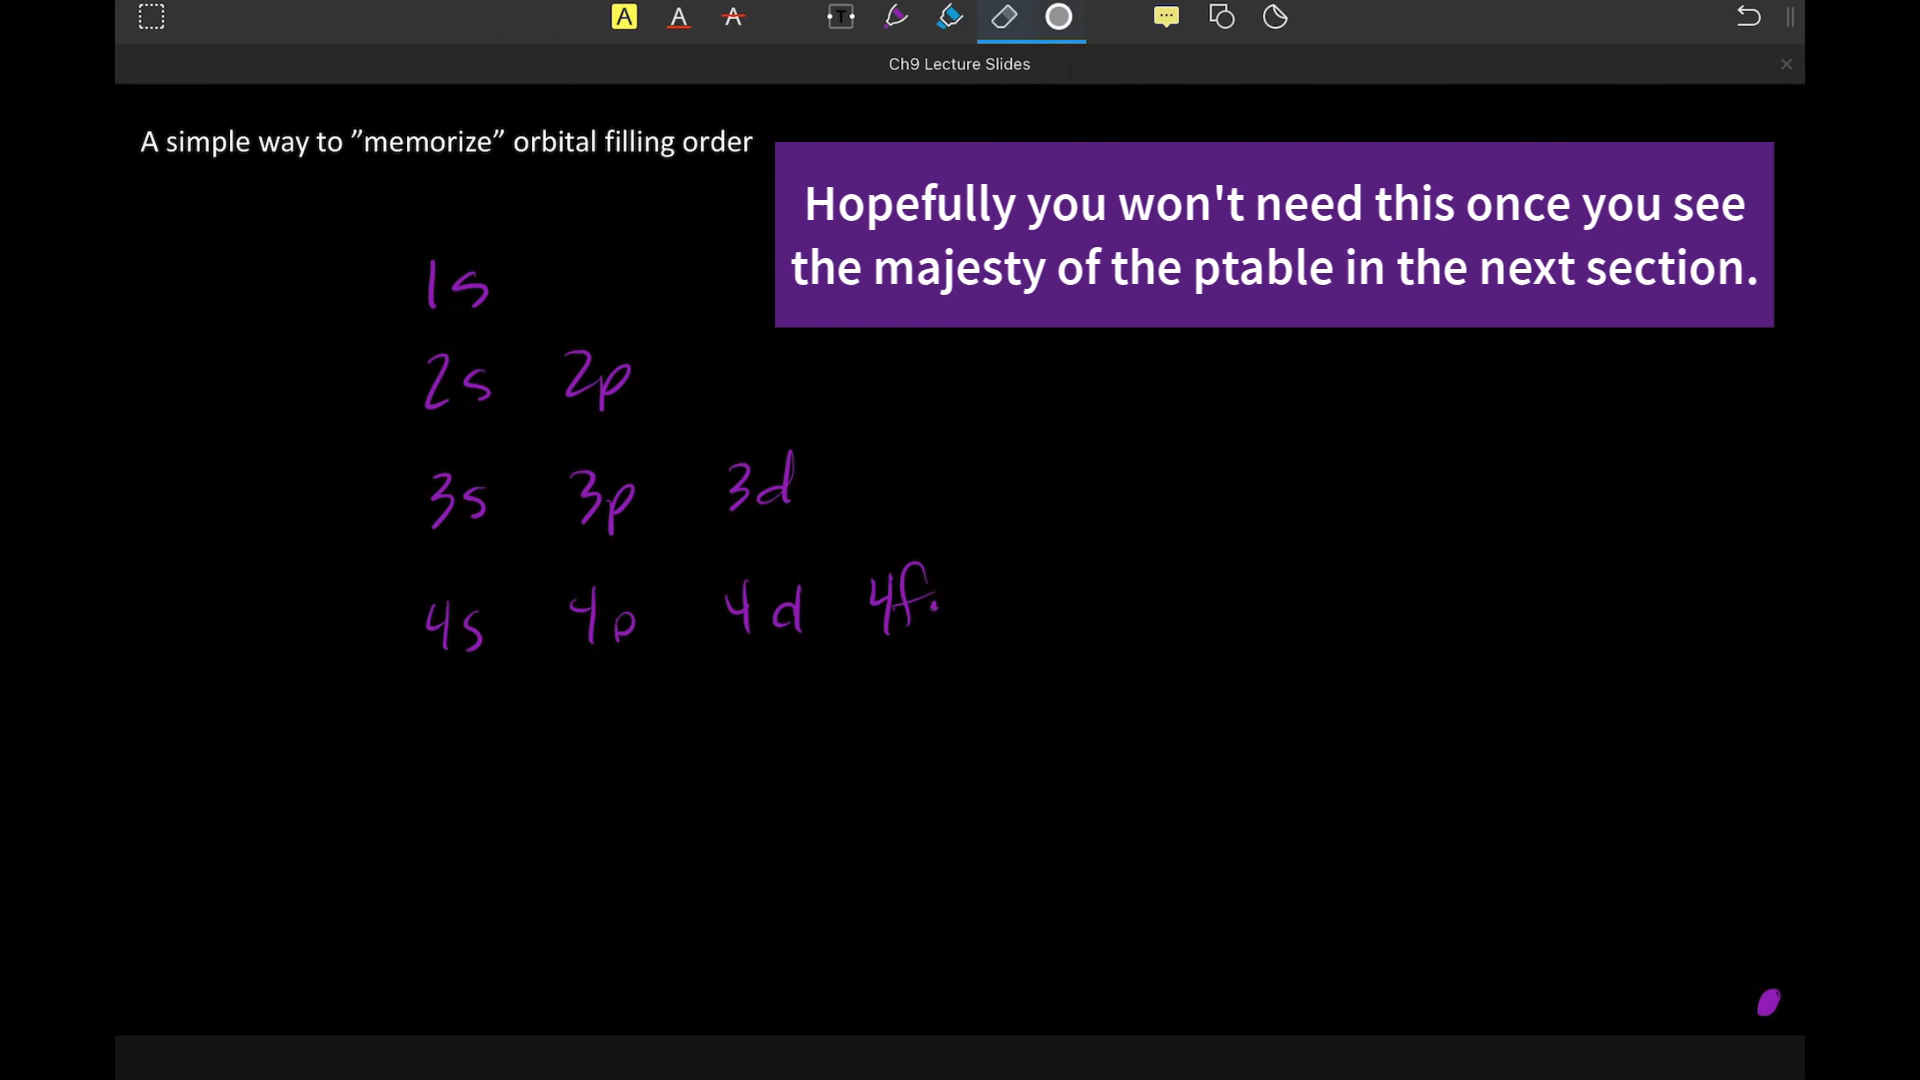 Ch9 Lecture Slides
A simple way to ”memorize” orbital filling order
Hopefully you won't need this once you see
the majesty of the ptable in the next section.
1s
2s 2p
3s 3p 3d
4s 4p 4d 4f